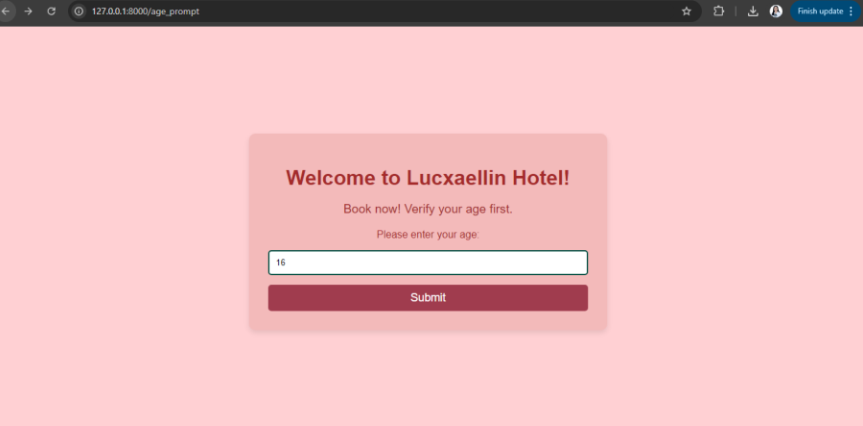 127.0.0.1:8000/age_prompt
Finish update
Welcome to Lucxaellin Hotel!
Book now! Verify your age first.
Please enter your age:
16
Submit